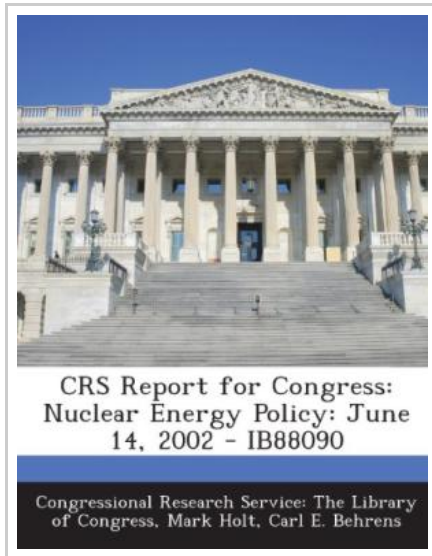 CRS Report for Congress:
Nuclear Energy Policy: June
14, 2002 - IB88090
Congressional Research Service: The Library
of Congress, Mark Holt, Carl E. Behrens